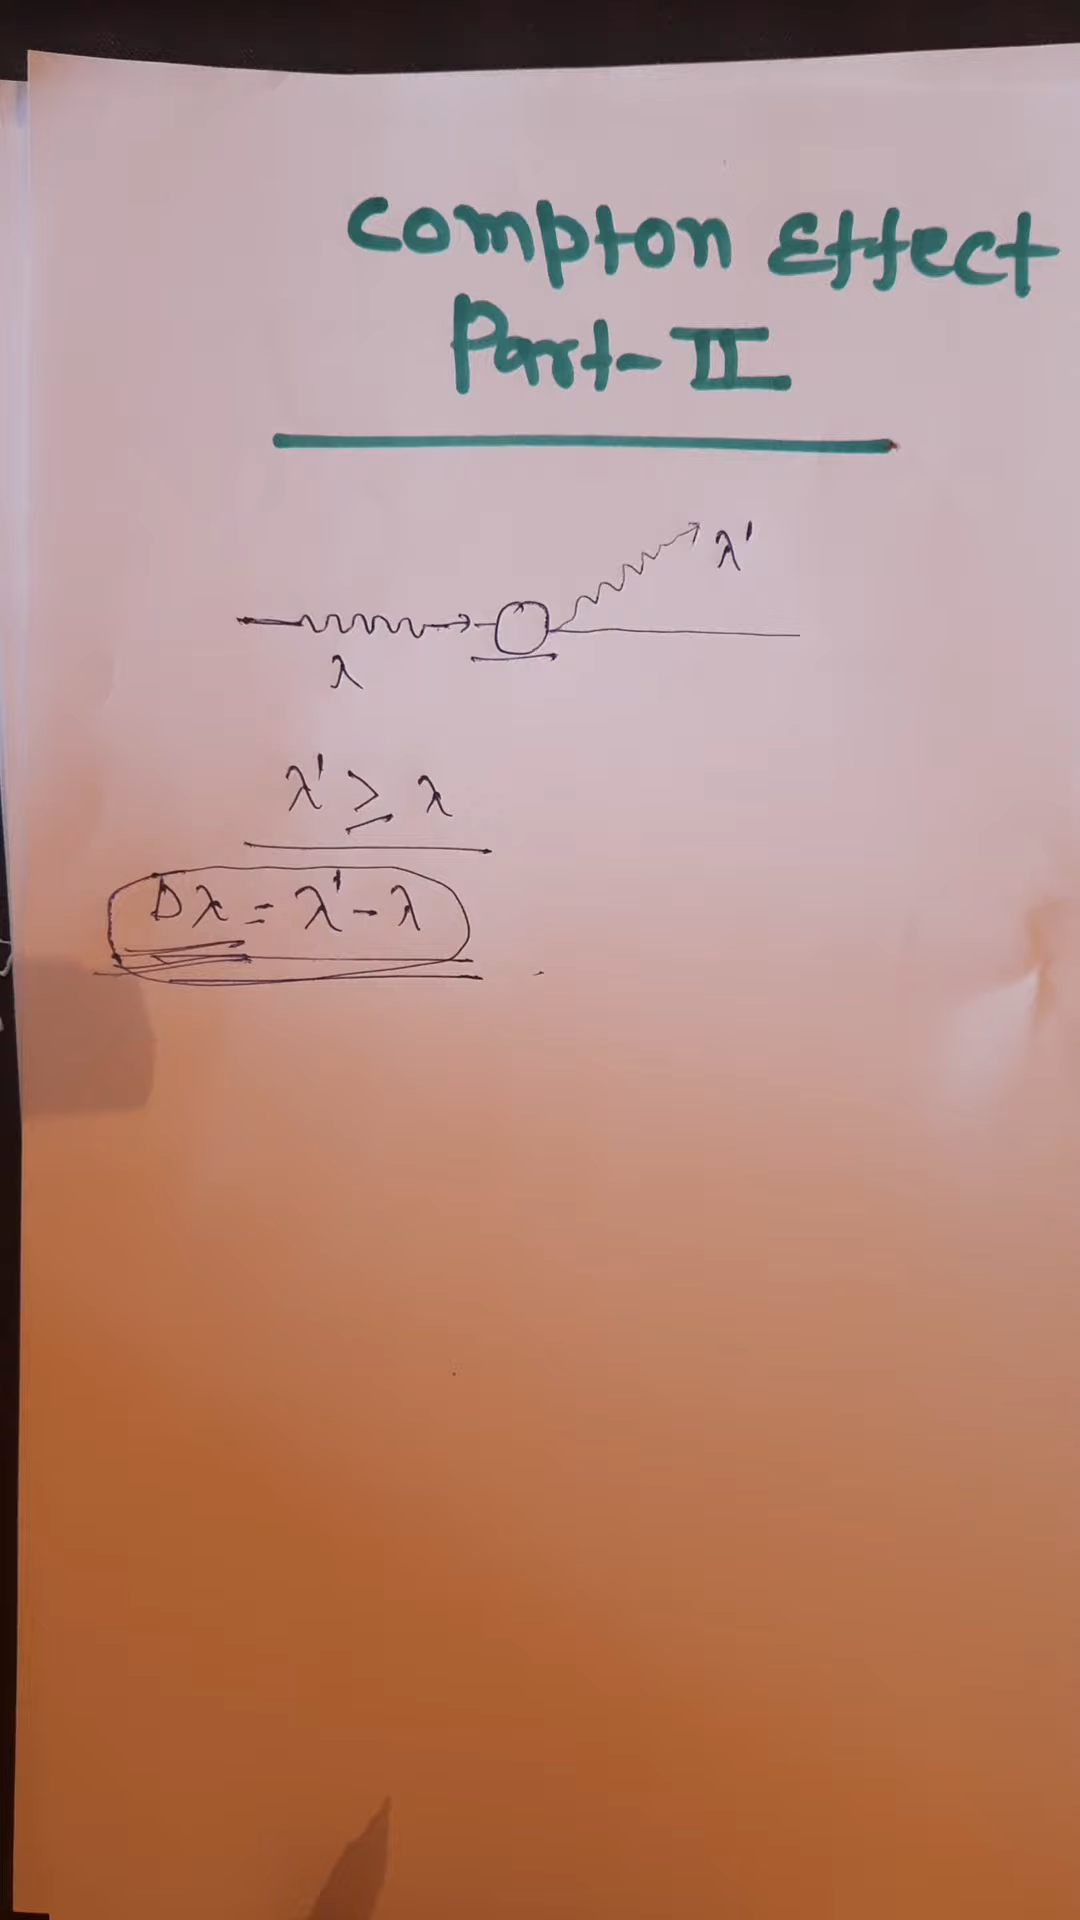 Compton Effect
Part-II
λ'
λ
λ' ≥ λ
Δλ = λ' - λ